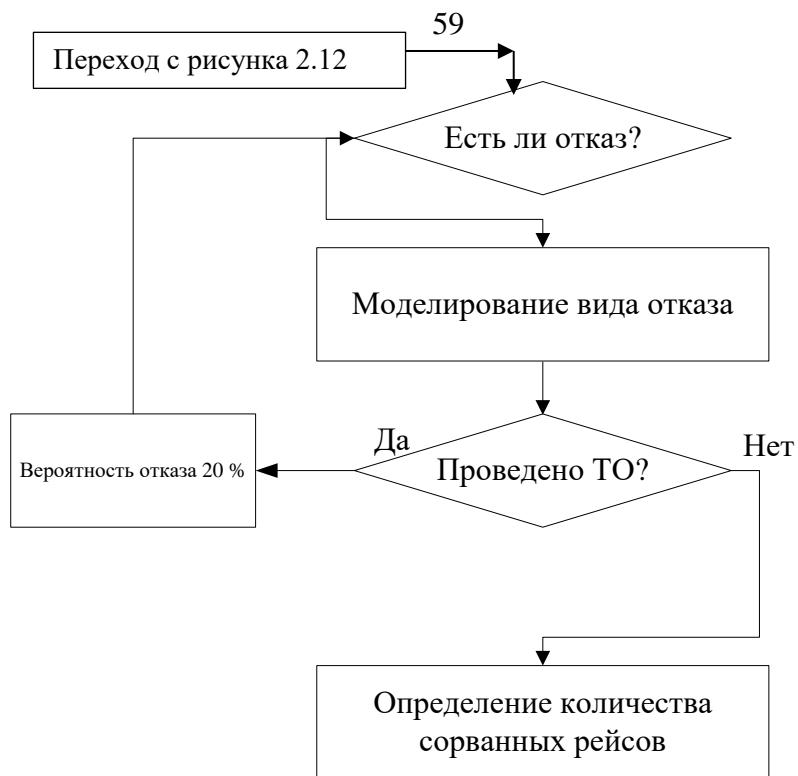 59
Переход с рисунка 2.12
Есть ли отказ?
Моделирование вида отказа
Да
Нет
Вероятность отказа 20 %
Проведено ТО?
Определение количества
сорванных рейсов